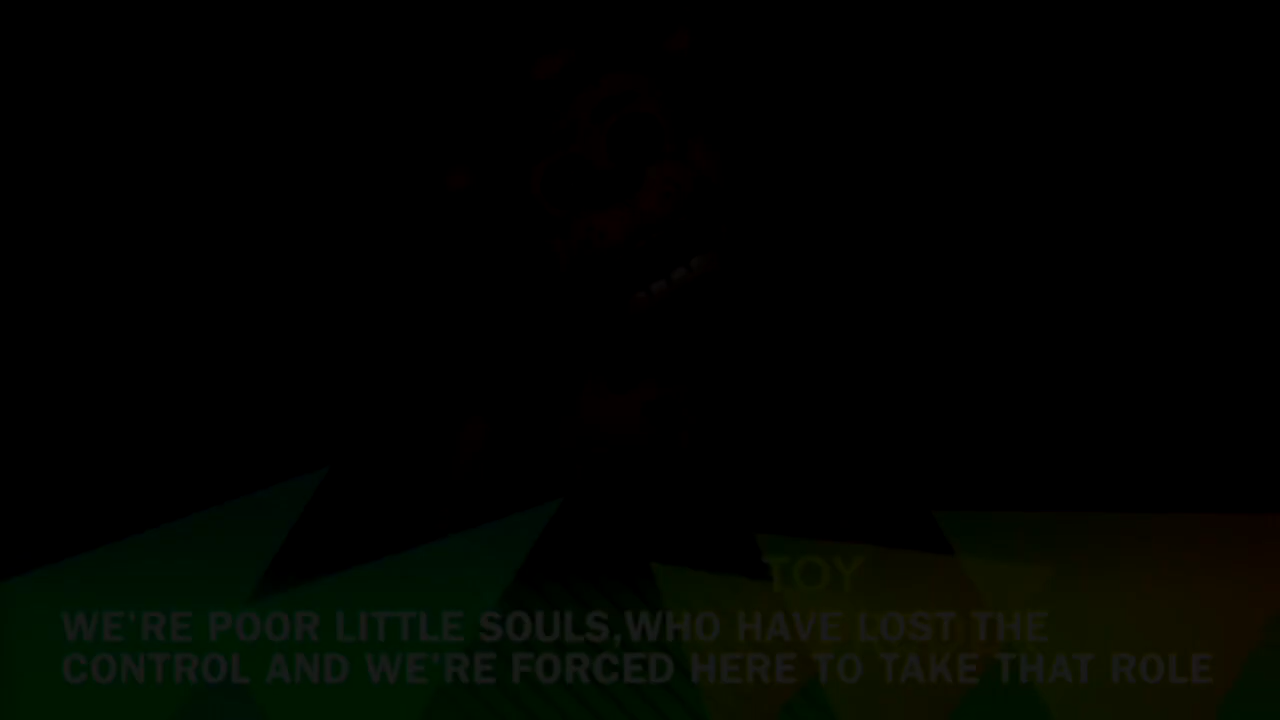 TOY
WE'RE POOR LITTLE SOULS,WHO HAVE LOST THE
CONTROL AND WE'RE FORCED HERE TO TAKE THAT ROLE